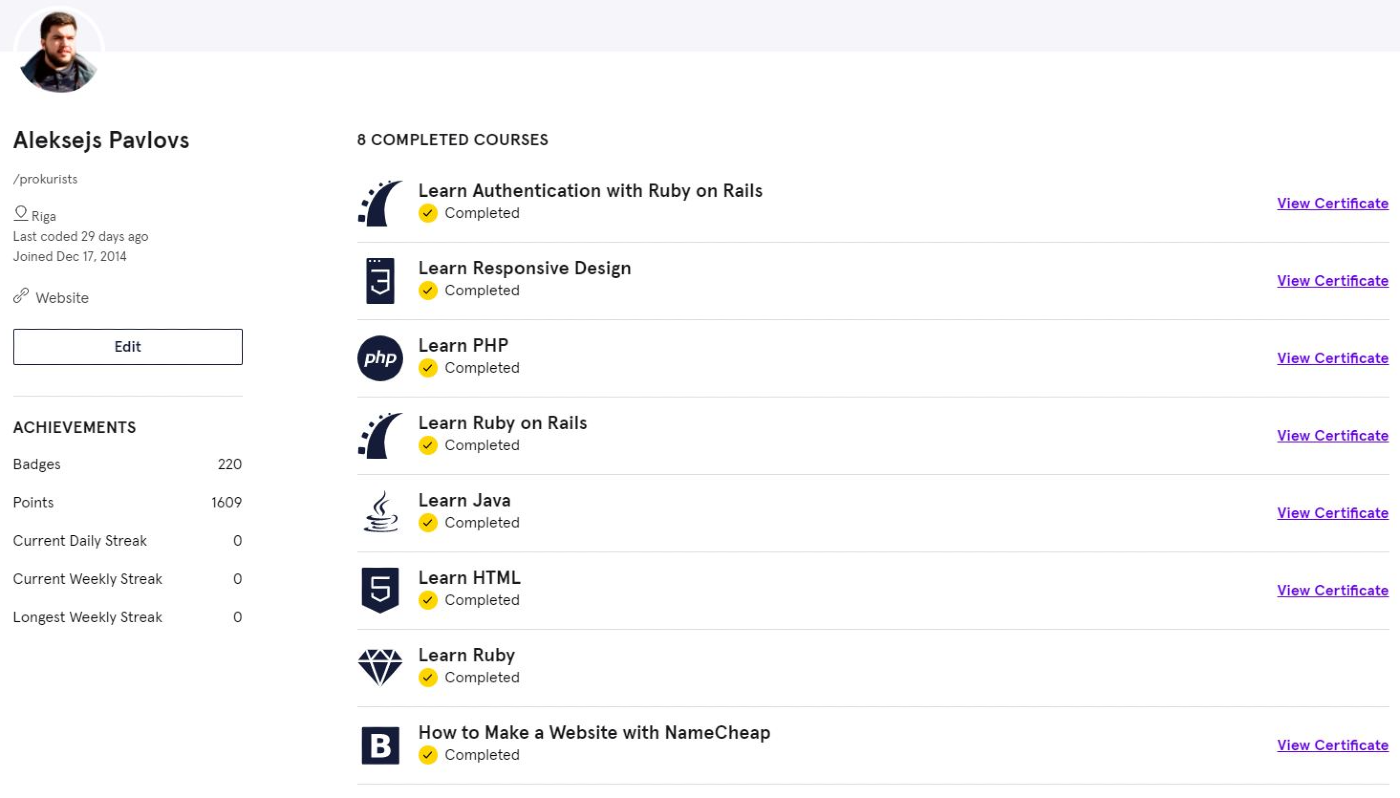 Aleksejs Pavlovs
/prokurists
Riga
Last coded 29 days ago
Joined Dec 17, 2014
Website
Edit
ACHIEVEMENTS
Badges 220
Points 1609
Current Daily Streak 0
Current Weekly Streak 0
Longest Weekly Streak 0
8 COMPLETED COURSES
Learn Authentication with Ruby on Rails
Completed
View Certificate
3
Learn Responsive Design
Completed
View Certificate
php
Learn PHP
Completed
View Certificate
Learn Ruby on Rails
Completed
View Certificate
Learn Java
Completed
View Certificate
5
Learn HTML
Completed
View Certificate
Learn Ruby
Completed
B
How to Make a Website with NameCheap
Completed
View Certificate